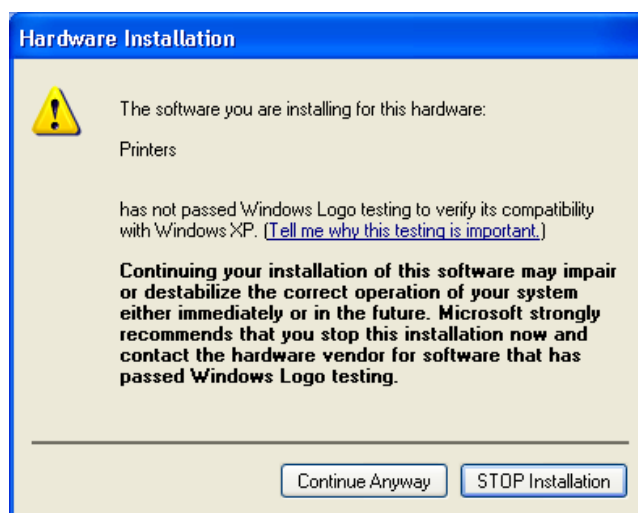 Hardware Installation
The software you are installing for this hardware:
Printers
has not passed Windows Logo testing to verify its compatibility
with Windows XP. (Tell me why this testing is important.)
Continuing your installation of this software may impair
or destabilize the correct operation of your system
either immediately or in the future. Microsoft strongly
recommends that you stop this installation now and
contact the hardware vendor for software that has
passed Windows Logo testing.
Continue Anyway
STOP Installation